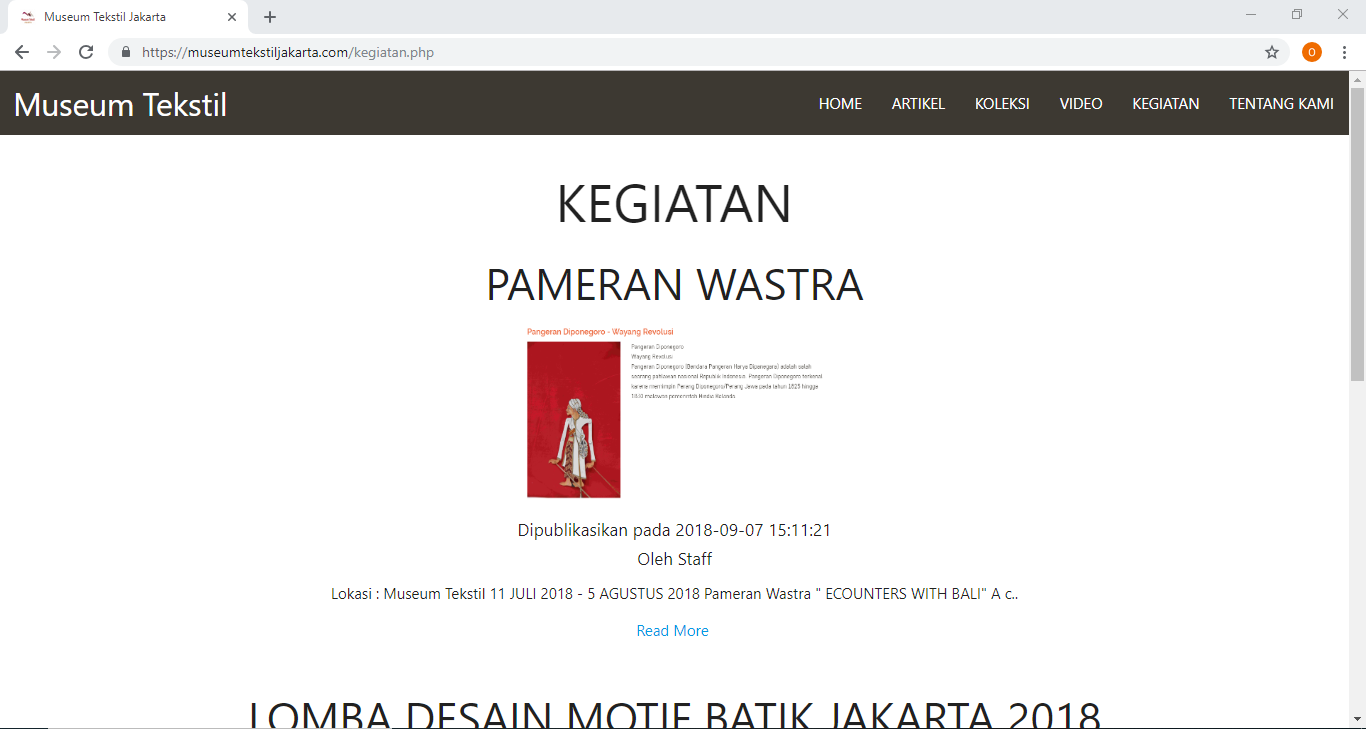 Museum Tekstil Jakarta
https://museumtekstiljakarta.com/kegiatan.php
O
Museum Tekstil
HOME ARTIKEL KOLEKSI VIDEO KEGIATAN TENTANG KAMI
KEGIATAN
PAMERAN WASTRA
Pangeran Diponegoro - Wayang Revolusi
Pangeran Diponegoro
Wayang Revolusi
Pangeran Diponegoro (Bendara Pangeran Harya Diponegara) adalah salah
seorang pahlawan nasional Republik Indonesia. Pangeran Diponegoro terkenal
karena memimpin Perang Diponegoro/Perang Jawa pada tahun 1825 hingga
1830 melawan pemerintah Hindia Belanda.
Dipublikasikan pada 2018-09-07 15:11:21
Oleh Staff
Lokasi : Museum Tekstil 11 JULI 2018 - 5 AGUSTUS 2018 Pameran Wastra " ECOUNTERS WITH BALI" A c..
Read More
LOMBA DESAIN MOTIF BATIK JAKARTA 2018